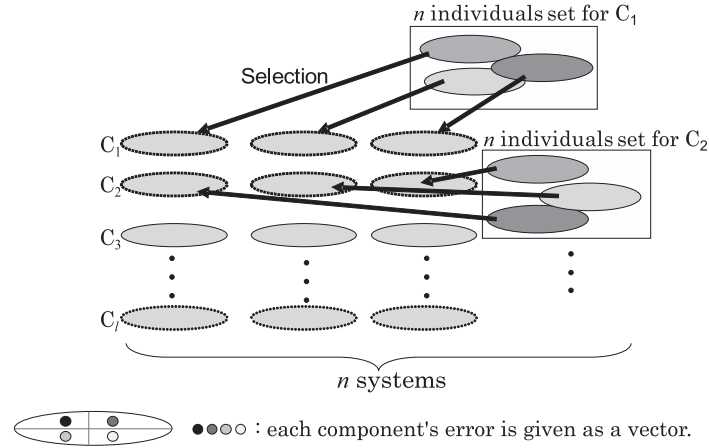 n individuals set for C1
Selection
C1
n individuals set for C2
C2
C3
Cl
n systems
: each component's error is given as a vector.